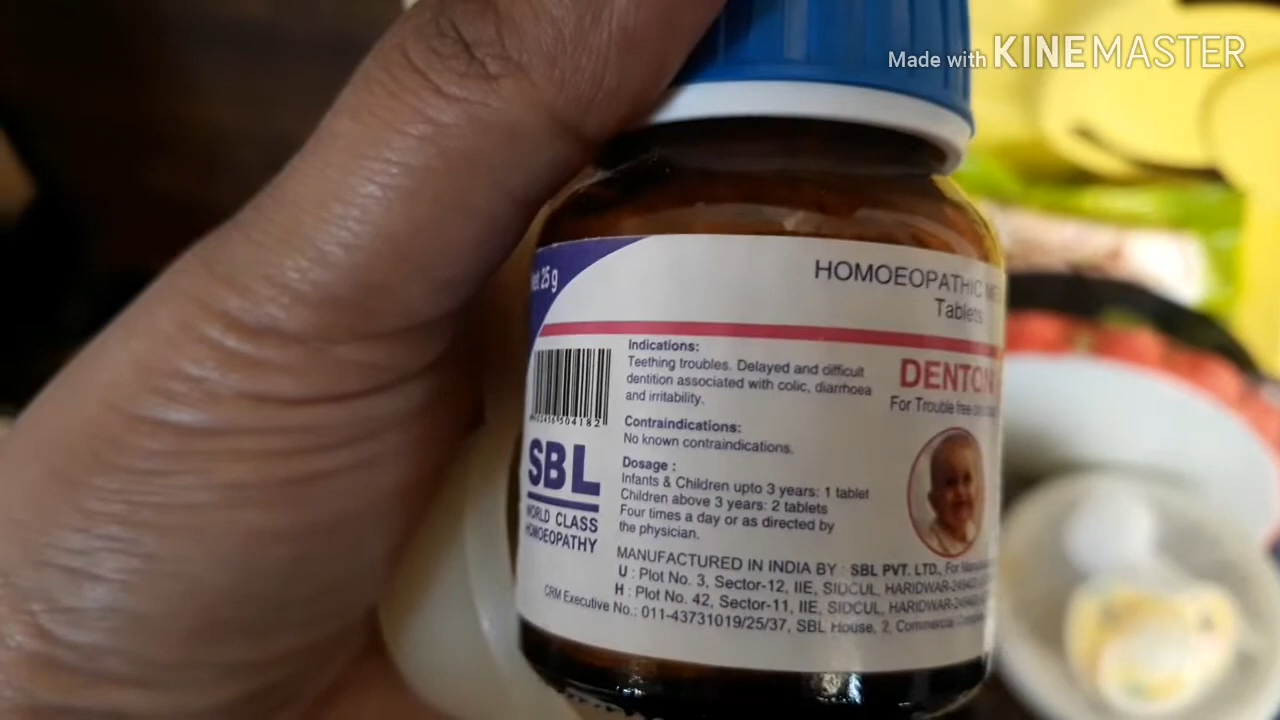 Made with KINEMASTER
Net 25 g
HOMOEOPATHIC
Tablets
Indications:
Teething troubles. Delayed and difficult
dentition associated with colic, diarrhoea
and irritability.
DENTON
For Trouble free
Contraindications:
No known contraindications.
504182
SBL
WORLD CLASS
HOMOEOPATHY
Dosage :
Infants & Children upto 3 years: 1 tablet
Children above 3 years: 2 tablets
Four times a day or as directed by
the physician.
MANUFACTURED IN INDIA BY : SBL PVT. LTD., For
U : Plot No. 3, Sector-12, IIE, SIDCUL, HARIDWAR-
H : Plot No. 42, Sector-11, IIE, SIDCUL, HARIDWAR-
CRM Executive No.: 011-43731019/25/37, SBL House, 2, Commercial